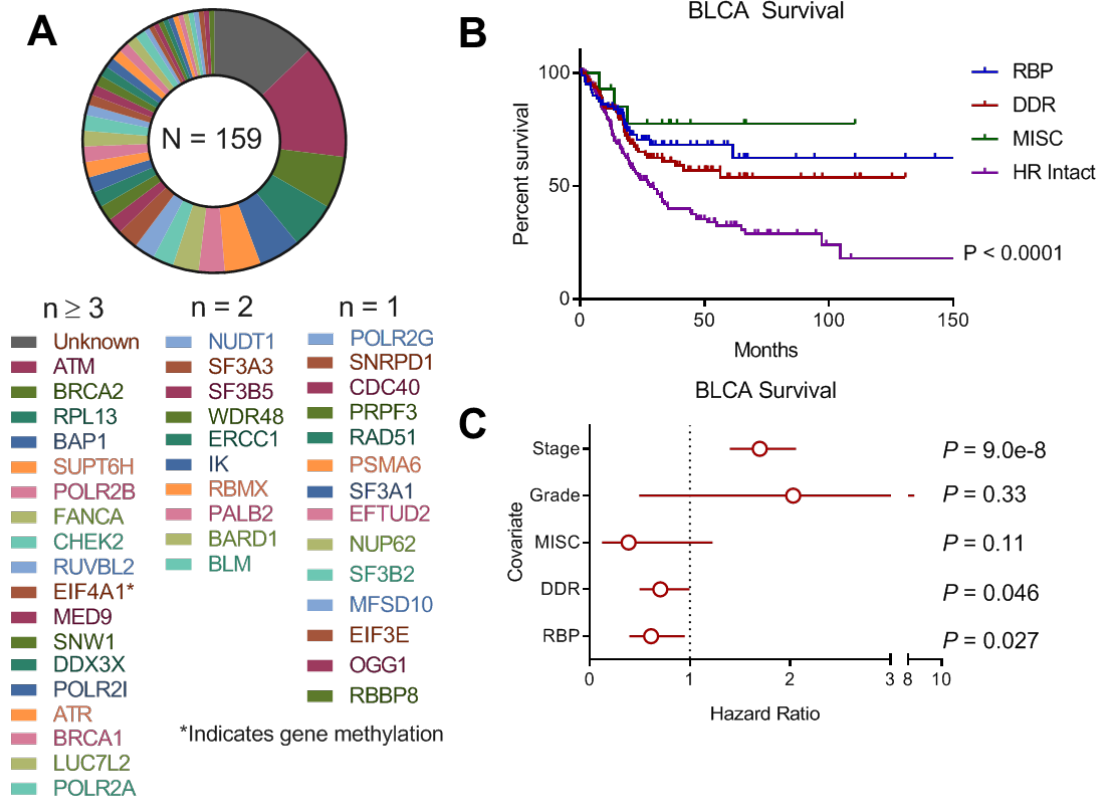 A
N = 159
n ≥ 3
Unknown
ATM
BRCA2
RPL13
BAP1
SUPT6H
POLR2B
FANCA
CHEK2
RUVBL2
EIF4A1*
MED9
SNW1
DDX3X
POLR2I
ATR
BRCA1
LUC7L2
POLR2A
n = 2
NUDT1
SF3A3
SF3B5
WDR48
ERCC1
IK
RBMX
PALB2
BARD1
BLM
n = 1
POLR2G
SNRPD1
CDC40
PRPF3
RAD51
PSMA6
SF3A1
EFTUD2
NUP62
SF3B2
MFSD10
EIF3E
OGG1
RBBP8
*Indicates gene methylation
B
BLCA Survival
Percent survival
100
50
0
0 50 100 150
Months
RBP
DDR
MISC
HR Intact
P < 0.0001
C
BLCA Survival
Covariate
Stage P = 9.0e-8
Grade P = 0.33
MISC P = 0.11
DDR P = 0.046
RBP P = 0.027
0 1 2 3 8 10
Hazard Ratio